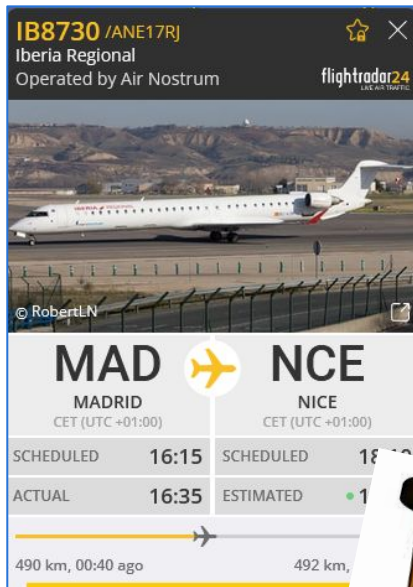 IB8730 /ANE17RJ
Iberia Regional
Operated by Air Nostrum
flightradar24
LIVE AIR TRAFFIC
IBERIA REGIONAL
© RobertLN
MAD NCE
MADRID NICE
CET (UTC +01:00) CET (UTC +01:00)
SCHEDULED 16:15 SCHEDULED
ACTUAL 16:35 ESTIMATED
490 km, 00:40 ago 492 km,